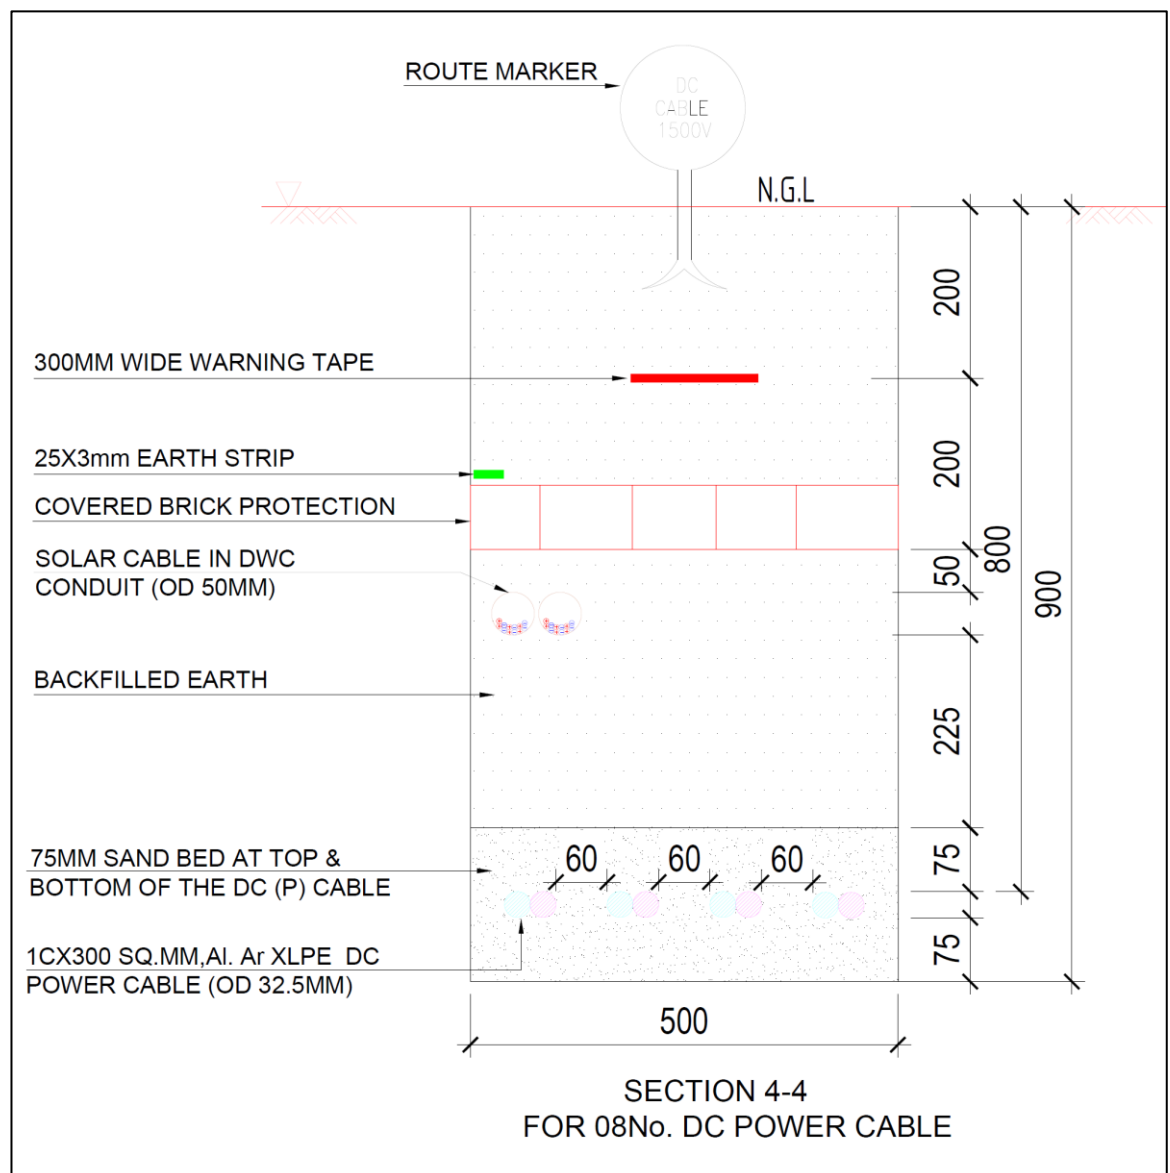 ROUTE MARKER
DC
CABLE
1500V
N.G.L
200
300MM WIDE WARNING TAPE
200
25X3mm EARTH STRIP
COVERED BRICK PROTECTION
SOLAR CABLE IN DWC
CONDUIT (OD 50MM)
50
800
900
BACKFILLED EARTH
225
75MM SAND BED AT TOP &
BOTTOM OF THE DC (P) CABLE
60
60
60
75
75
1CX300 SQ.MM,Al. Ar XLPE DC
POWER CABLE (OD 32.5MM)
500
SECTION 4-4
FOR 08No. DC POWER CABLE